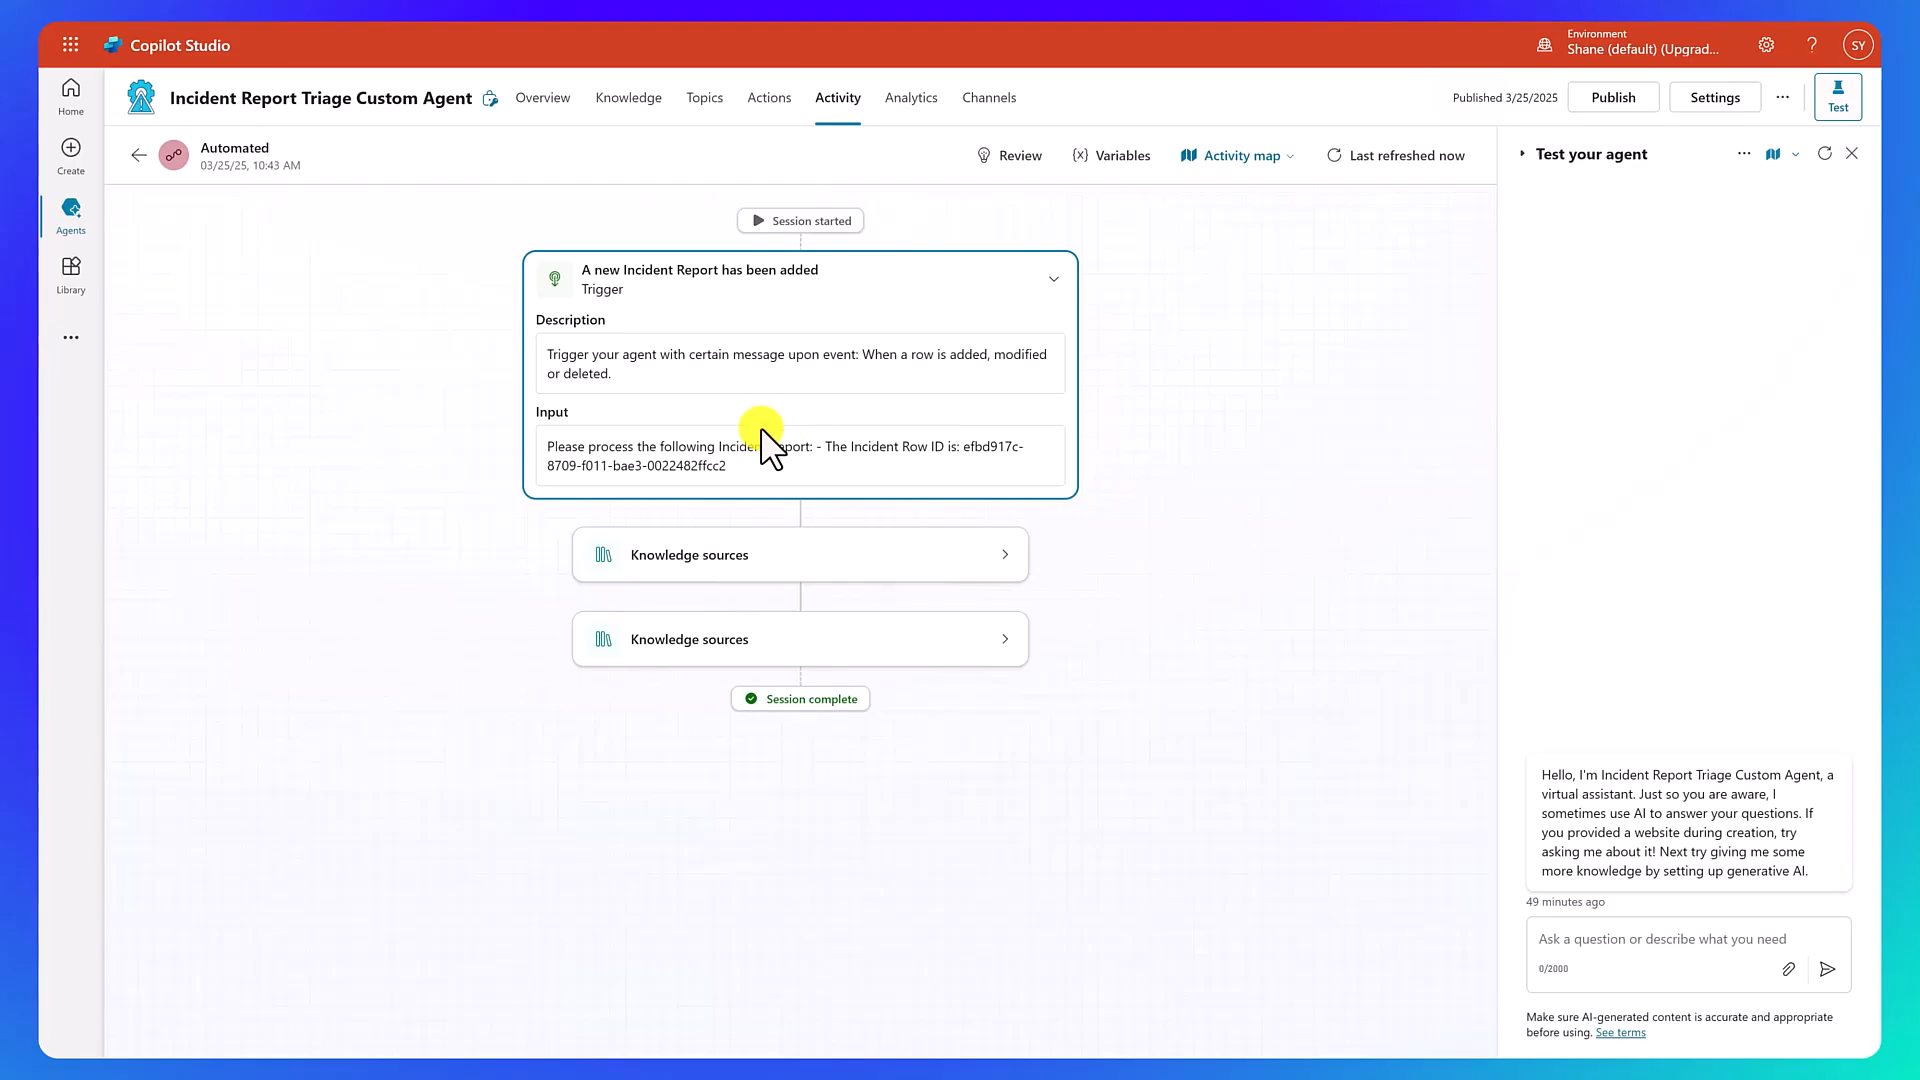 Copilot Studio
Environment
Shane (default) (Upgrad...
?
SY
Home
Create
Agents
Library
Incident Report Triage Custom Agent
Overview
Knowledge
Topics
Actions
Activity
Analytics
Channels
Published 3/25/2025
Publish
Settings
Test
Automated
03/25/25, 10:43 AM
Review
Variables
Activity map
Last refreshed now
Session started
A new Incident Report has been added
Trigger
Description
Trigger your agent with certain message upon event: When a row is added, modified
or deleted.
Input
Please process the following - The Incident Row ID is: efbd917c-
8709-f011-bae3-0022482ffcc2
Knowledge sources
Knowledge sources
Session complete
Test your agent
Hello, I'm Incident Report Triage Custom Agent, a
virtual assistant. Just so you are aware, I
sometimes use AI to answer your questions. If
you provided a website during creation, try
asking me about it! Next try giving me some
more knowledge by setting up generative AI.
49 minutes ago
Ask a question or describe what you need
0/2000
Make sure AI-generated content is accurate and appropriate
before using. See terms